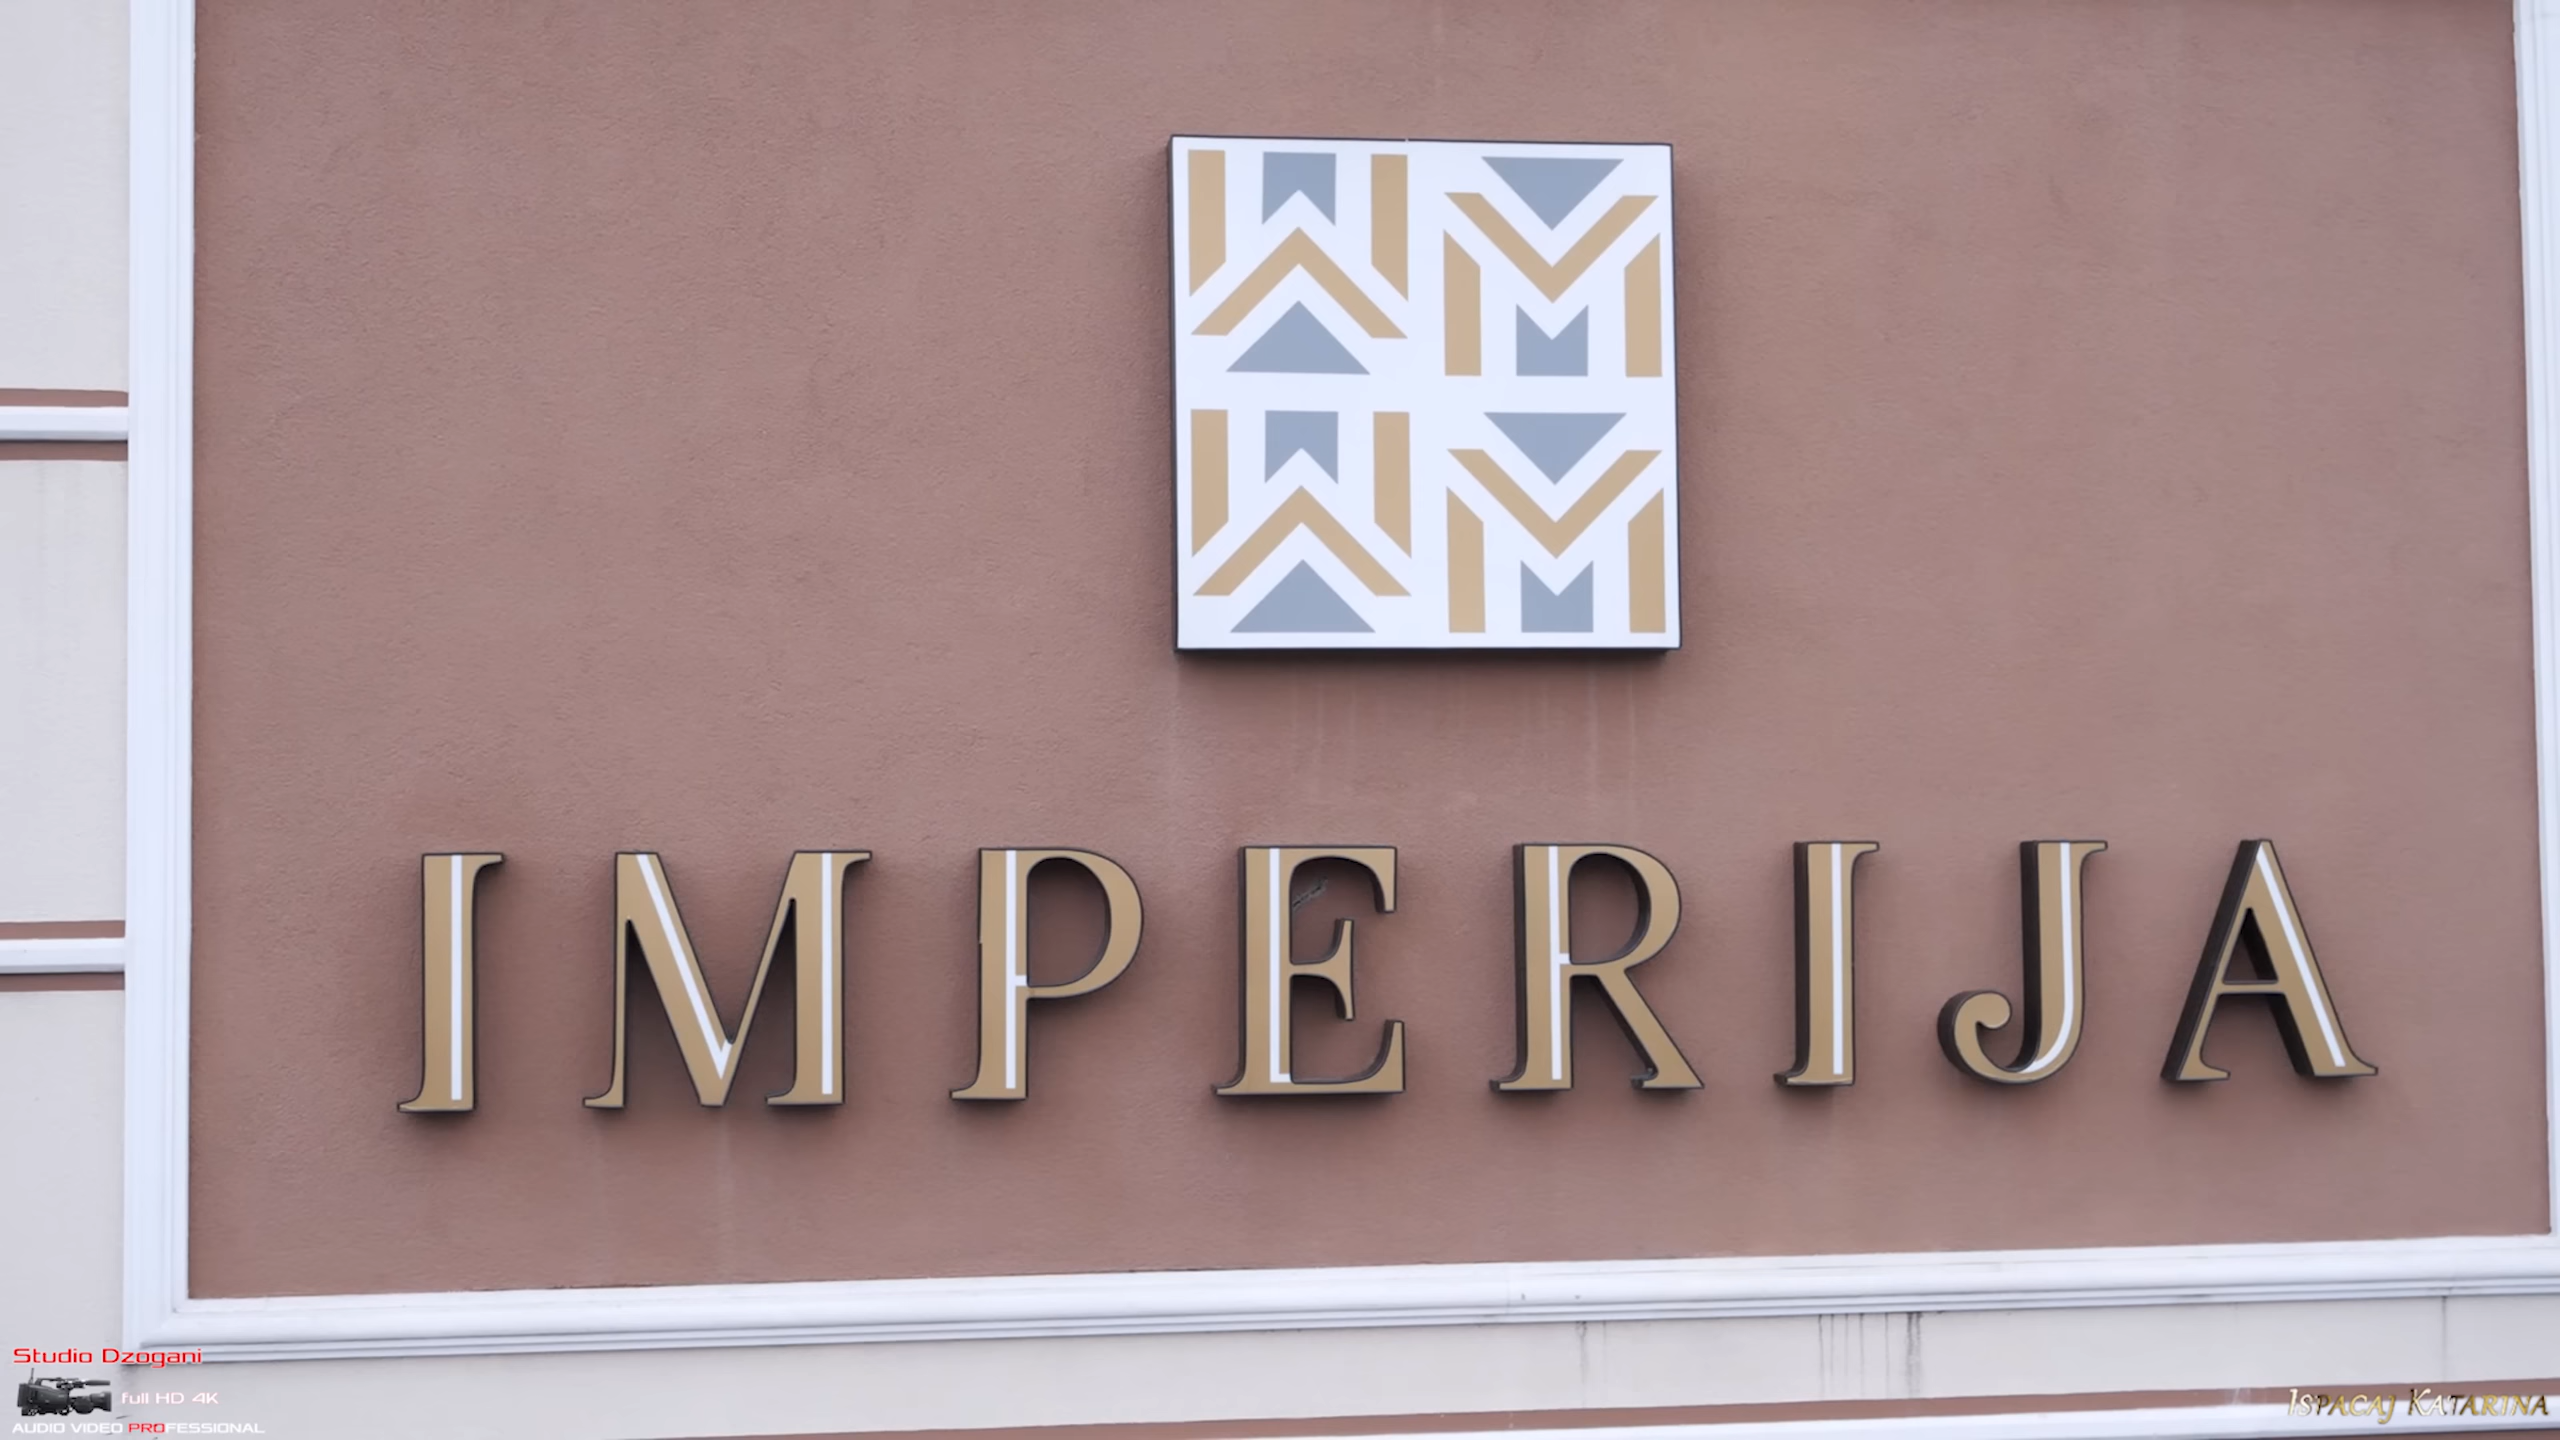 IMPERIJA
Studio Dzogani
full HD 4K
AUDIO VIDEO PROFESSIONAL
Ispacaj Katarina